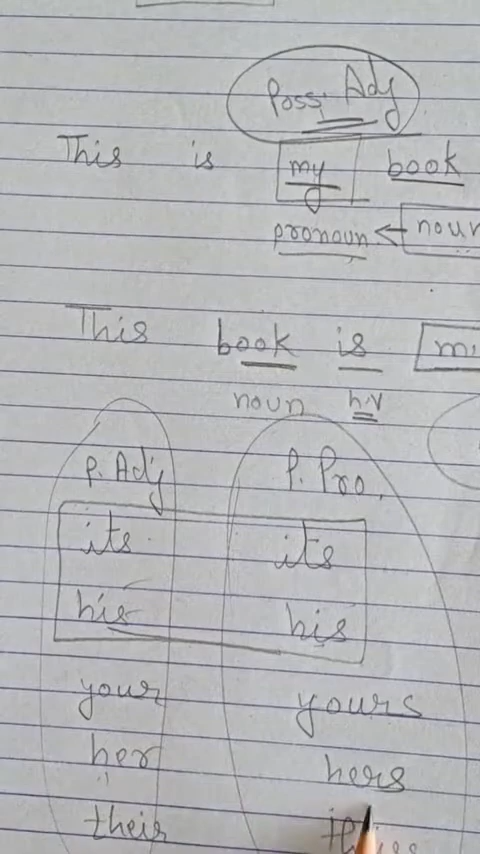 Poss. Adj
This is my book
pronoun ← noun
This book is
noun h.v
P. Adj P. Pro.
its its
his his
your yours
her hers
their